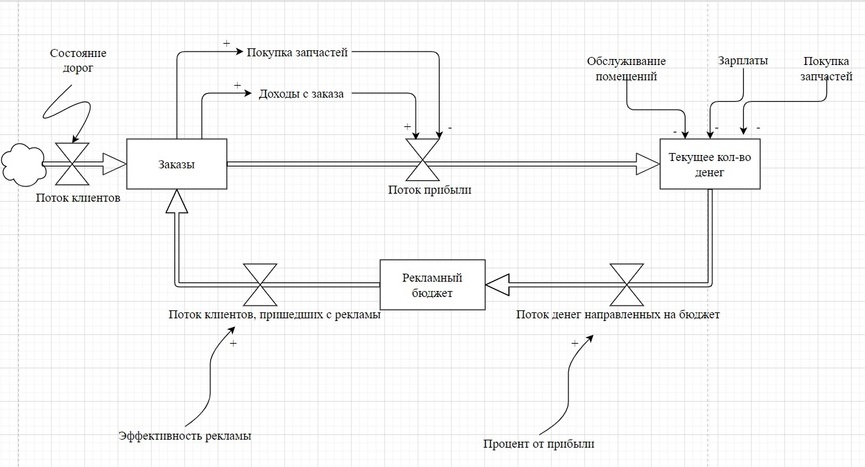 Состояние
дорог
+
Покупка запчастей
+
Доходы с заказа
Обслуживание
помещений
Зарплаты
Покупка
запчастей
+
-
-
-
-
Заказы
Текущее кол-во
денег
Поток клиентов
Поток прибыли
Рекламный
бюджет
Поток клиентов, пришедших с рекламы
Поток денег направленных на бюджет
+
+
Эффективность рекламы
Процент от прибыли